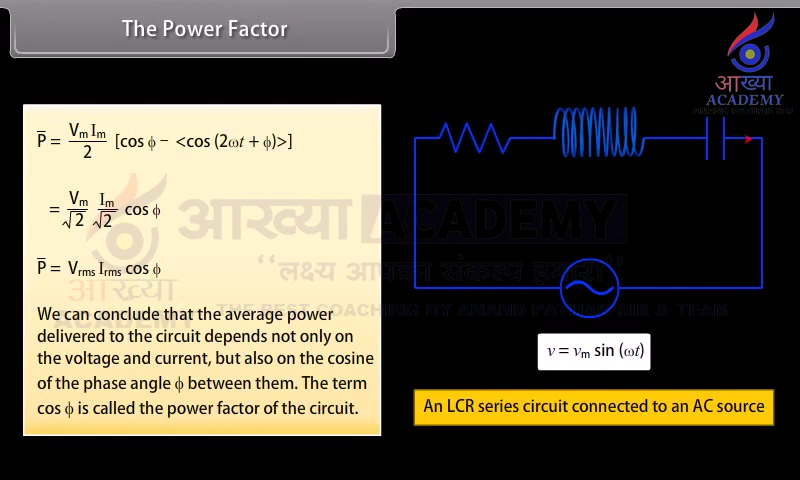 The Power Factor
आख्या
ACADEMY
P̅ = Vm Im / 2 [cos ϕ − <cos (2ωt + ϕ)>]
= Vm/√2 Im/√2 cos ϕ
आख्या ACADEMY
P̅ = Vrms Irms cos ϕ
“लक्ष्य आपका संकल्प हमारा”
आख्या
ACADEMY
We can conclude that the average power
delivered to the circuit depends not only on
the voltage and current, but also on the cosine
of the phase angle ϕ between them. The term
cos ϕ is called the power factor of the circuit.
v = vm sin (ωt)
An LCR series circuit connected to an AC source